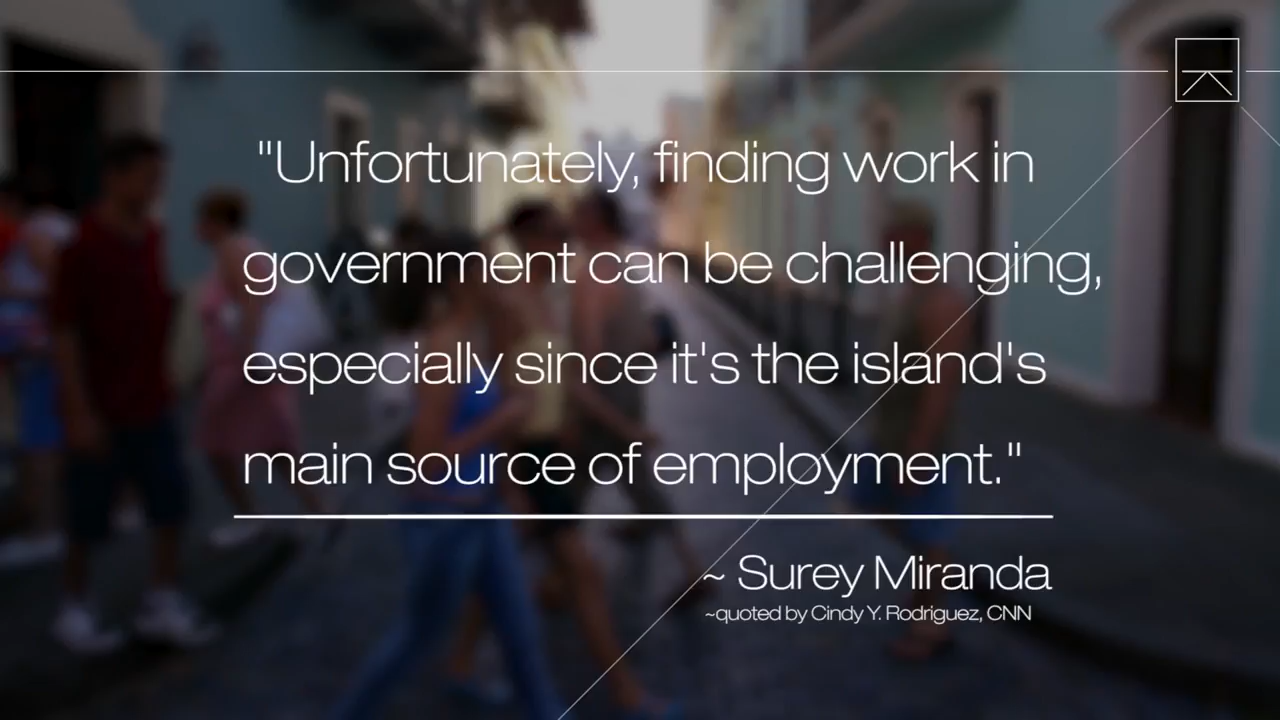 "Unfortunately, finding work in
government can be challenging,
especially since it's the island's
main source of employment."
~ Surey Miranda
~quoted by Cindy Y. Rodriguez, CNN